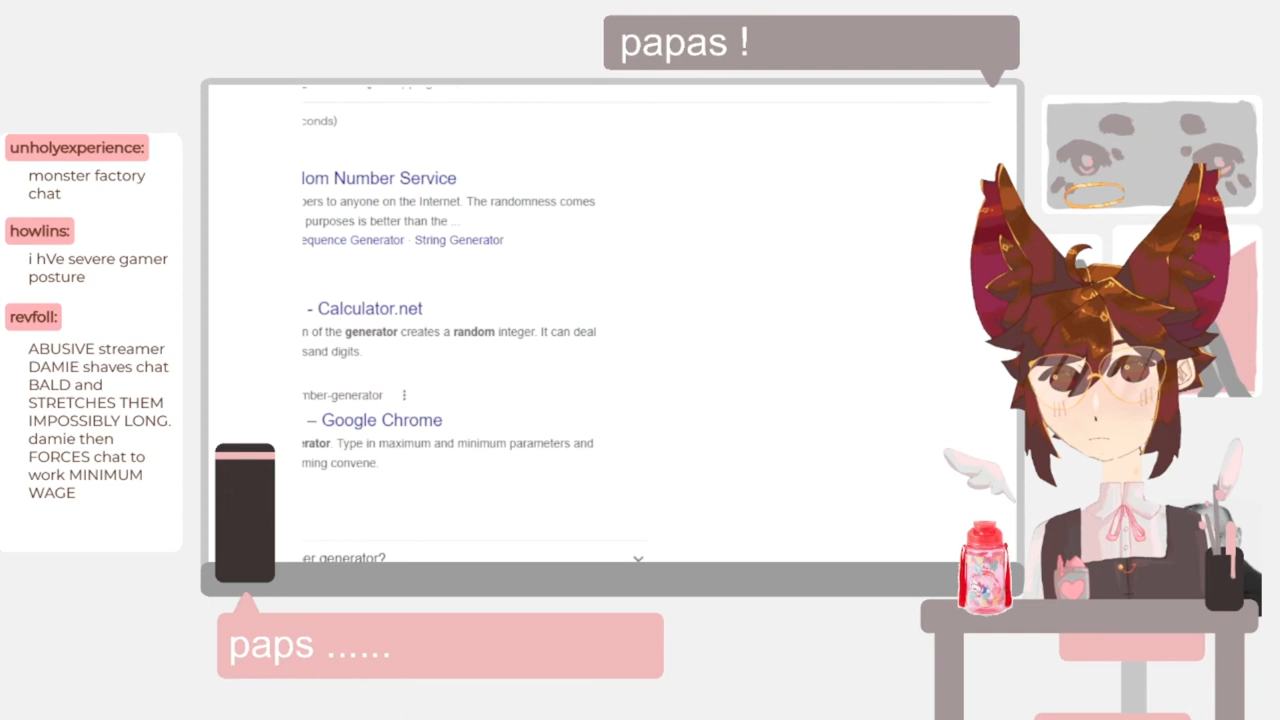 papas !
unholyexperience:
monster factory
chat
howlins:
i hVe severe gamer
posture
revfoll:
ABUSIVE streamer
DAMIE shaves chat
BALD and
STRETCHES THEM
IMPOSSIBLY LONG.
damie then
FORCES chat to
work MINIMUM
WAGE
conds)
lom Number Service
pers to anyone on the Internet. The randomness comes
purposes is better than the ...
equence Generator · String Generator
- Calculator.net
n of the generator creates a random integer. It can deal
sand digits.
mber-generator
– Google Chrome
erator. Type in maximum and minimum parameters and
ming convene.
er generator?
paps ......